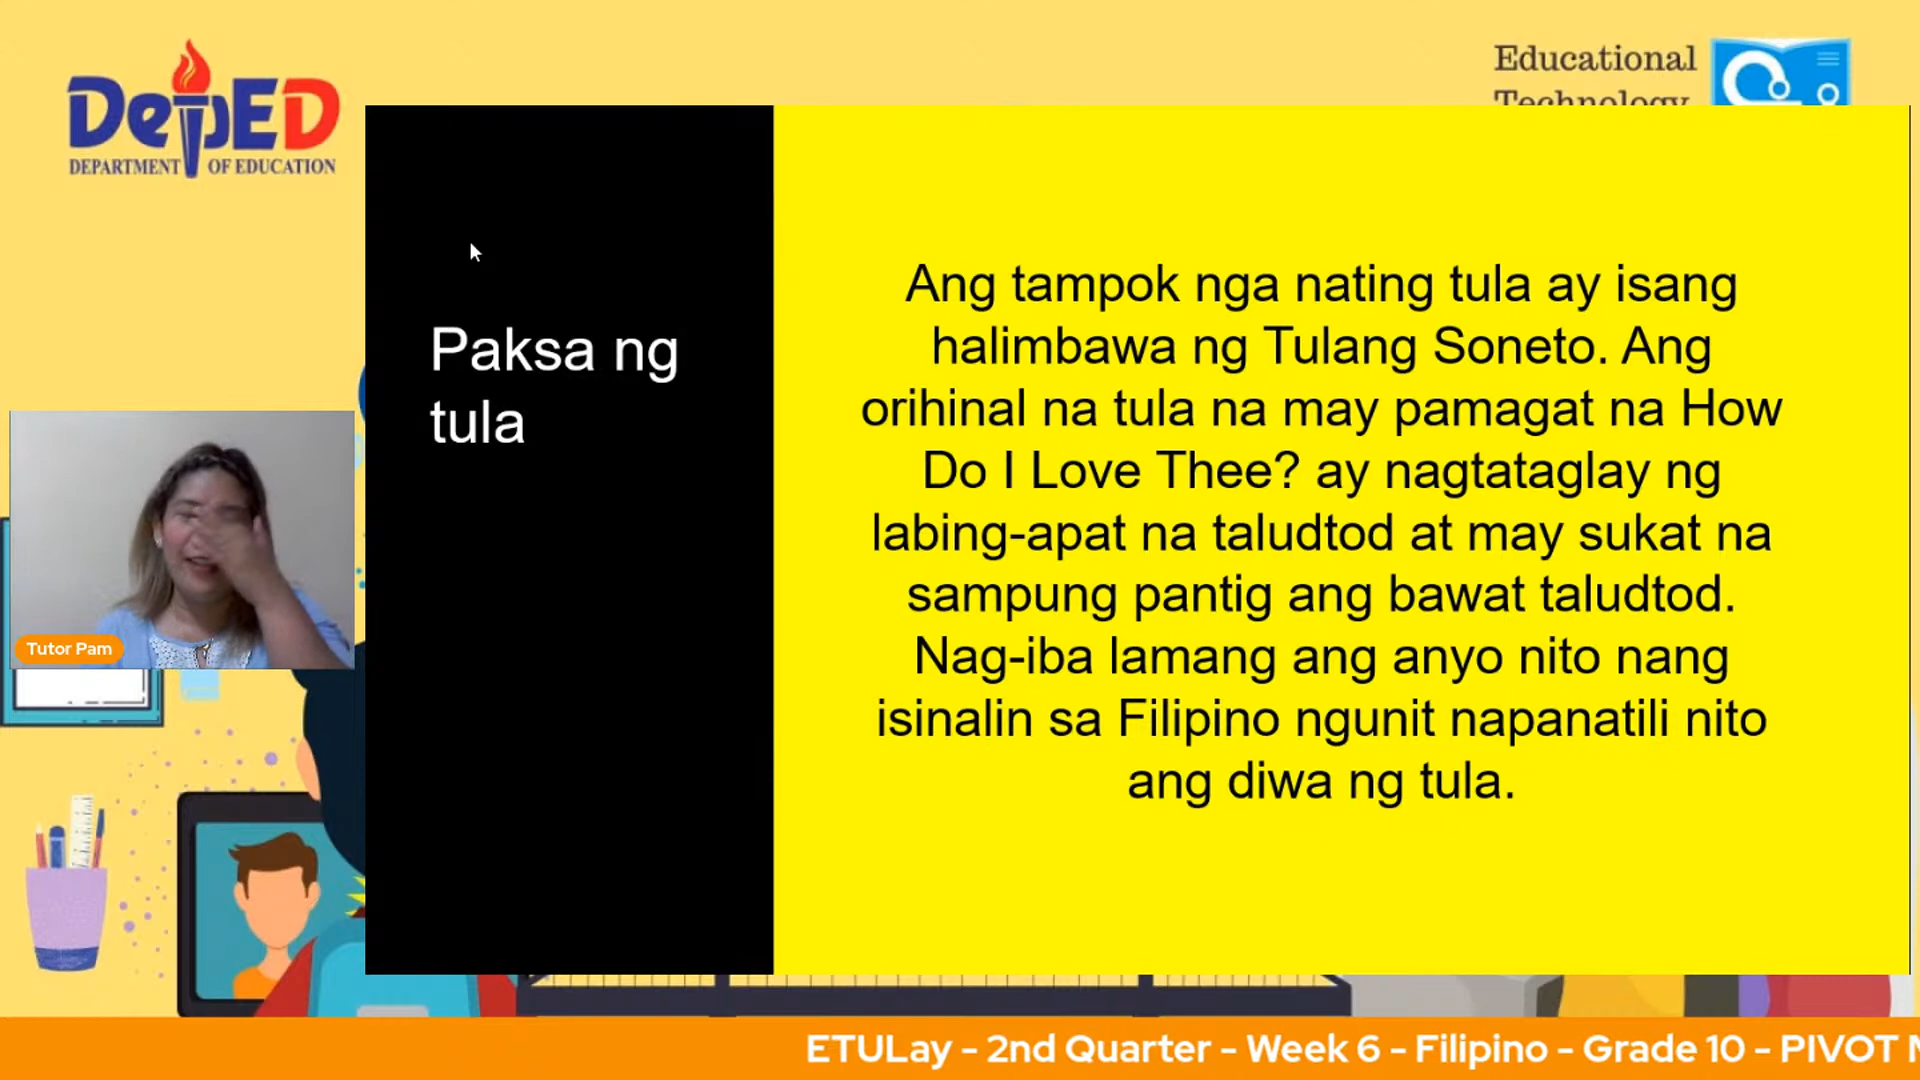 DepED
DEPARTMENT OF EDUCATION
Educational
Technology
Paksa ng
tula
Ang tampok nga nating tula ay isang
halimbawa ng Tulang Soneto. Ang
orihinal na tula na may pamagat na How
Do I Love Thee? ay nagtataglay ng
labing-apat na taludtod at may sukat na
sampung pantig ang bawat taludtod.
Nag-iba lamang ang anyo nito nang
isinalin sa Filipino ngunit napanatili nito
ang diwa ng tula.
Tutor Pam
ETULay - 2nd Quarter - Week 6 - Filipino - Grade 10 - PIVOT